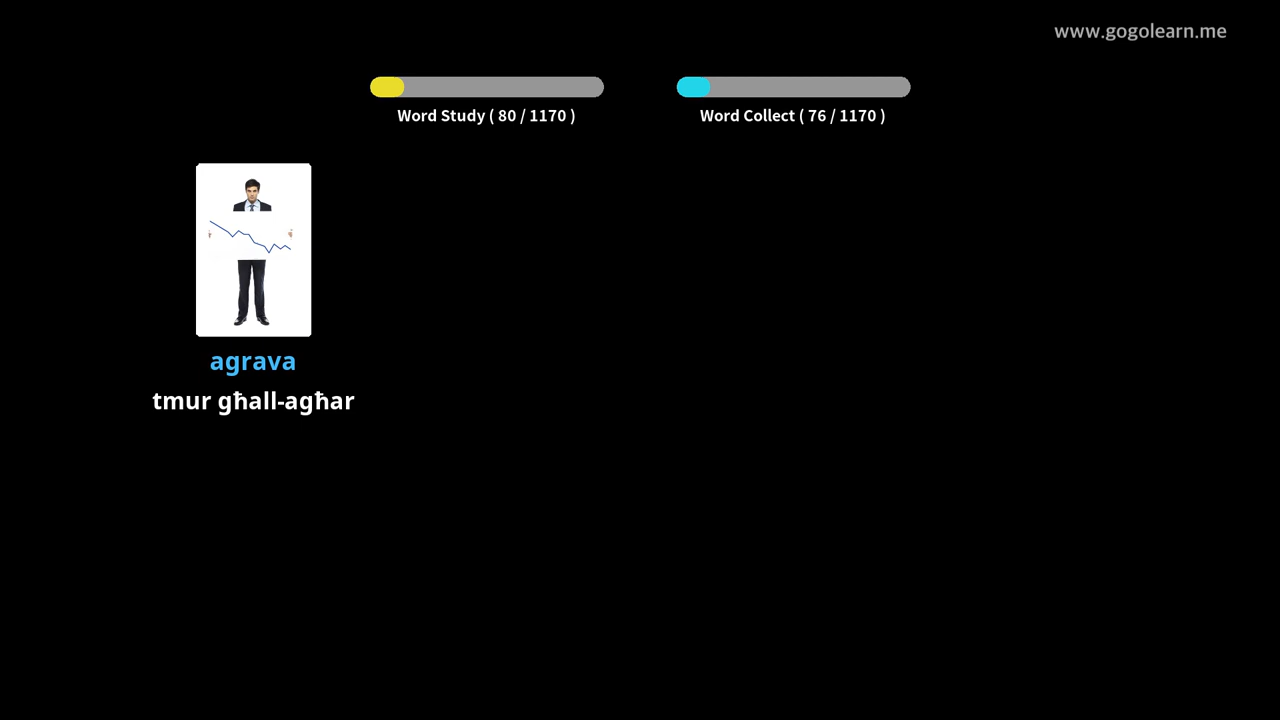 www.gogolearn.me
Word Study ( 80 / 1170 )
Word Collect ( 76 / 1170 )
agrava
tmur għall-agħar